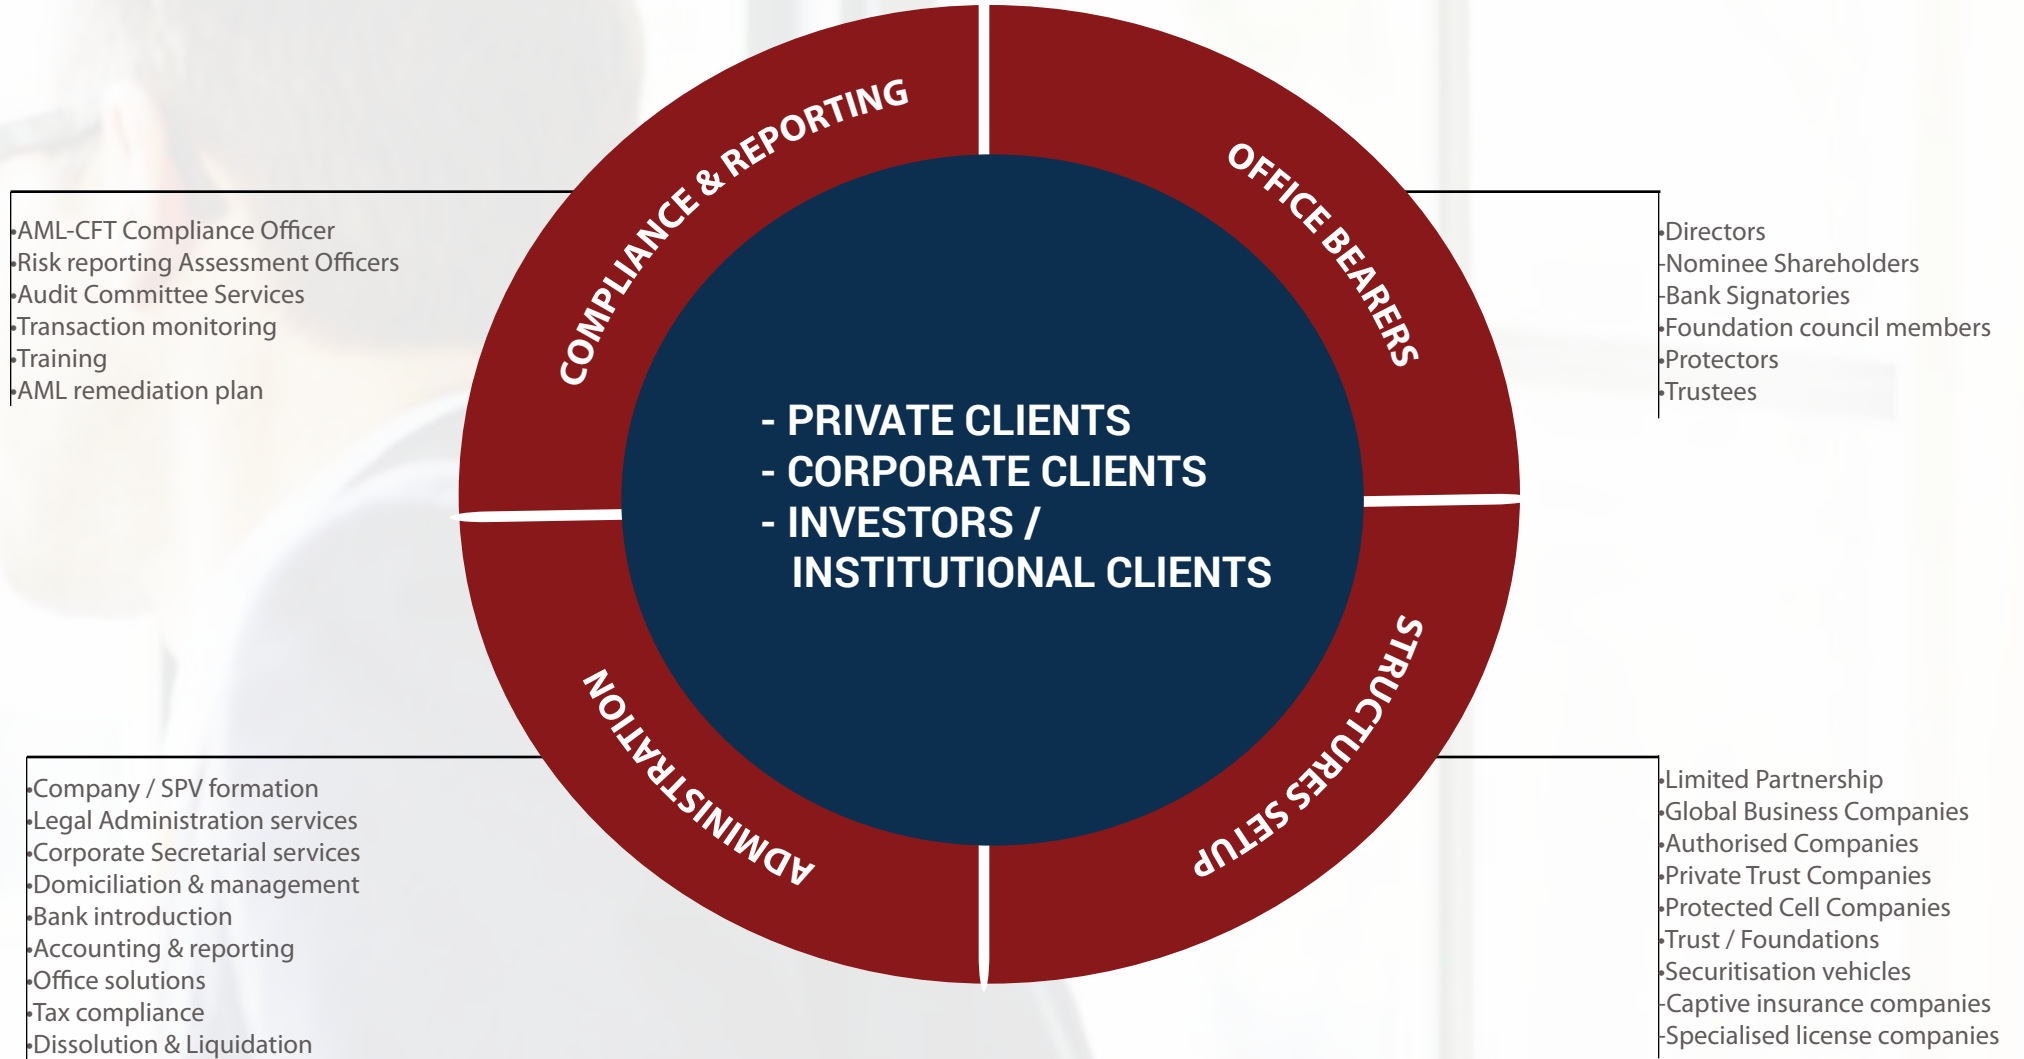 COMPLIANCE & REPORTING
•AML-CFT Compliance Officer
•Risk reporting Assessment Officers
•Audit Committee Services
•Transaction monitoring
•Training
•AML remediation plan
OFFICE BEARERS
•Directors
-Nominee Shareholders
-Bank Signatories
•Foundation council members
•Protectors
•Trustees
- PRIVATE CLIENTS
- CORPORATE CLIENTS
- INVESTORS /
INSTITUTIONAL CLIENTS
ADMINISTRATION
•Company / SPV formation
•Legal Administration services
•Corporate Secretarial services
•Domiciliation & management
•Bank introduction
•Accounting & reporting
•Office solutions
•Tax compliance
•Dissolution & Liquidation
STRUCTURES SETUP
•Limited Partnership
•Global Business Companies
•Authorised Companies
•Private Trust Companies
•Protected Cell Companies
•Trust / Foundations
•Securitisation vehicles
-Captive insurance companies
-Specialised license companies